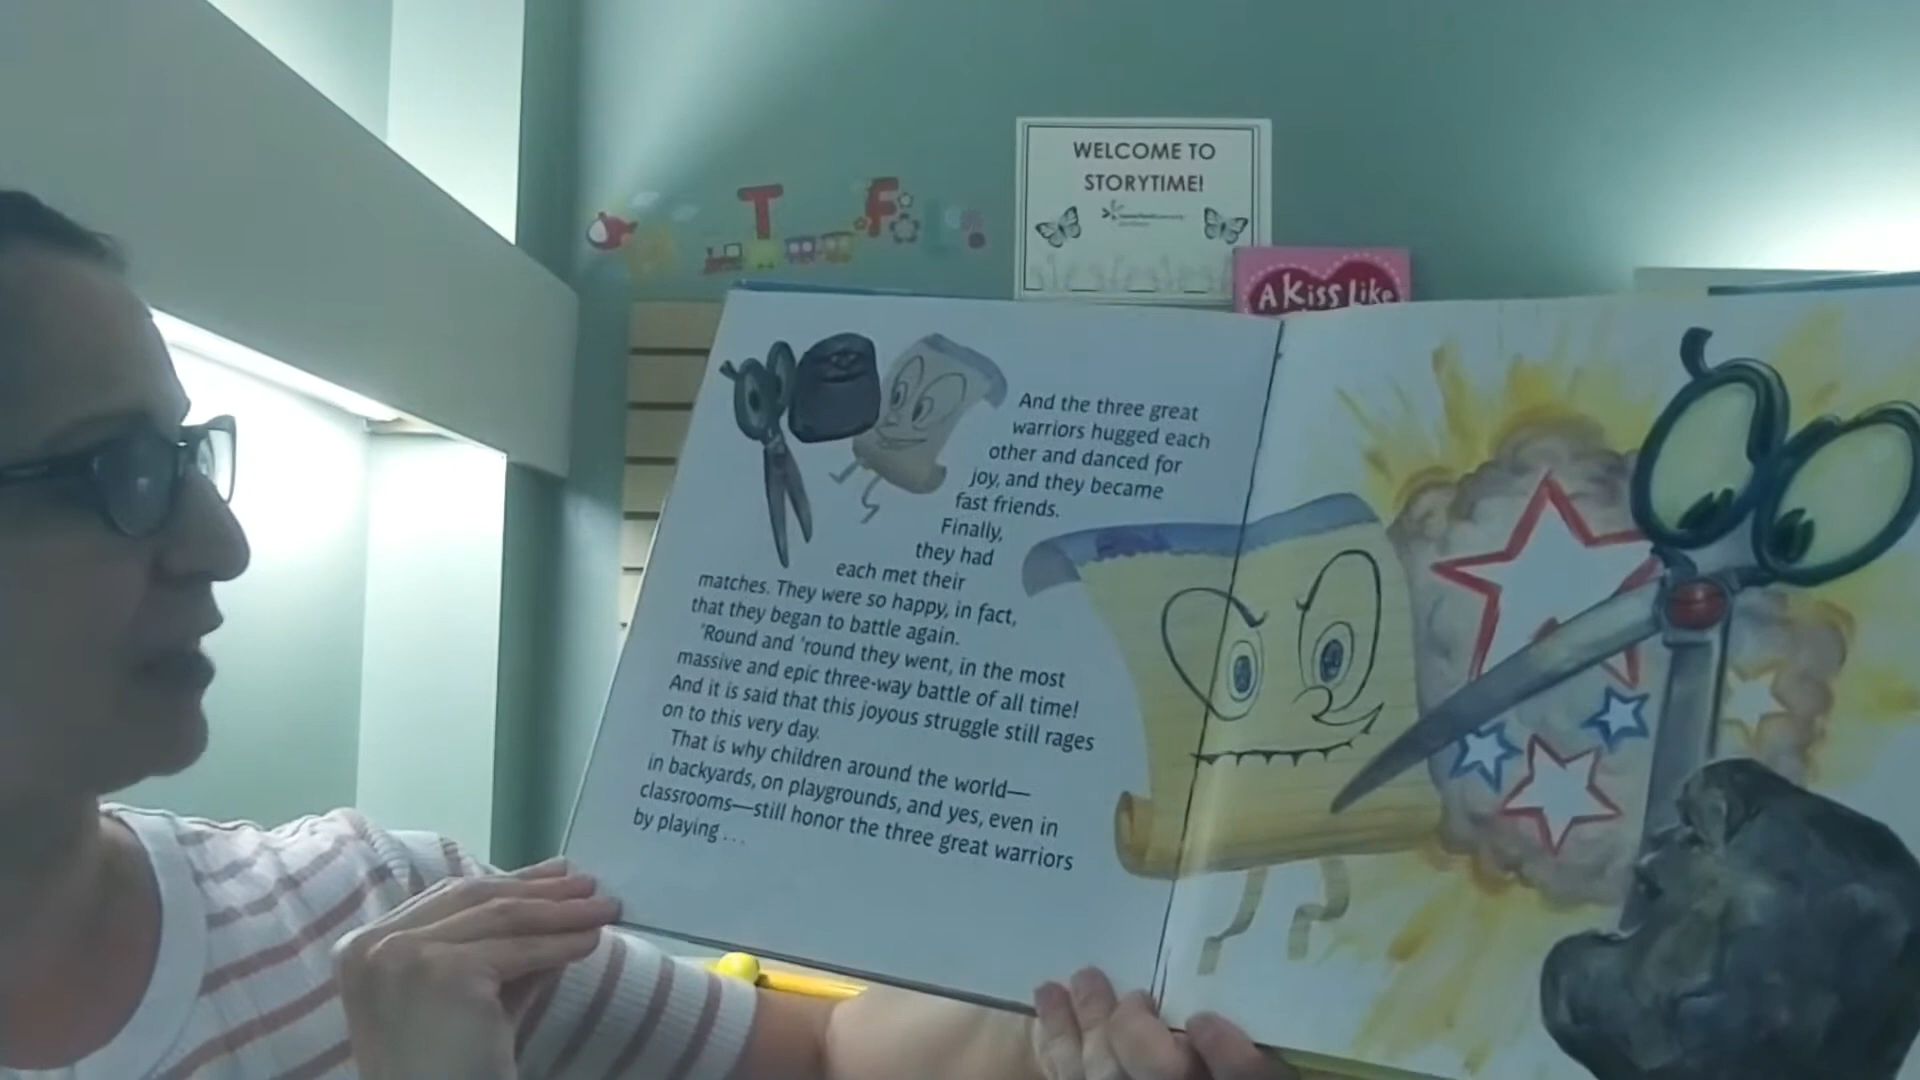 WELCOME TO
STORYTIME!
A Kiss Like
T F
And the three great
warriors hugged each
other and danced for
joy, and they became
fast friends.
Finally,
they had
each met their
matches. They were so happy, in fact,
that they began to battle again.
'Round and 'round they went, in the most
massive and epic three-way battle of all time!
And it is said that this joyous struggle still rages
on to this very day.
That is why children around the world—
in backyards, on playgrounds, and yes, even in
classrooms—still honor the three great warriors
by playing . . .